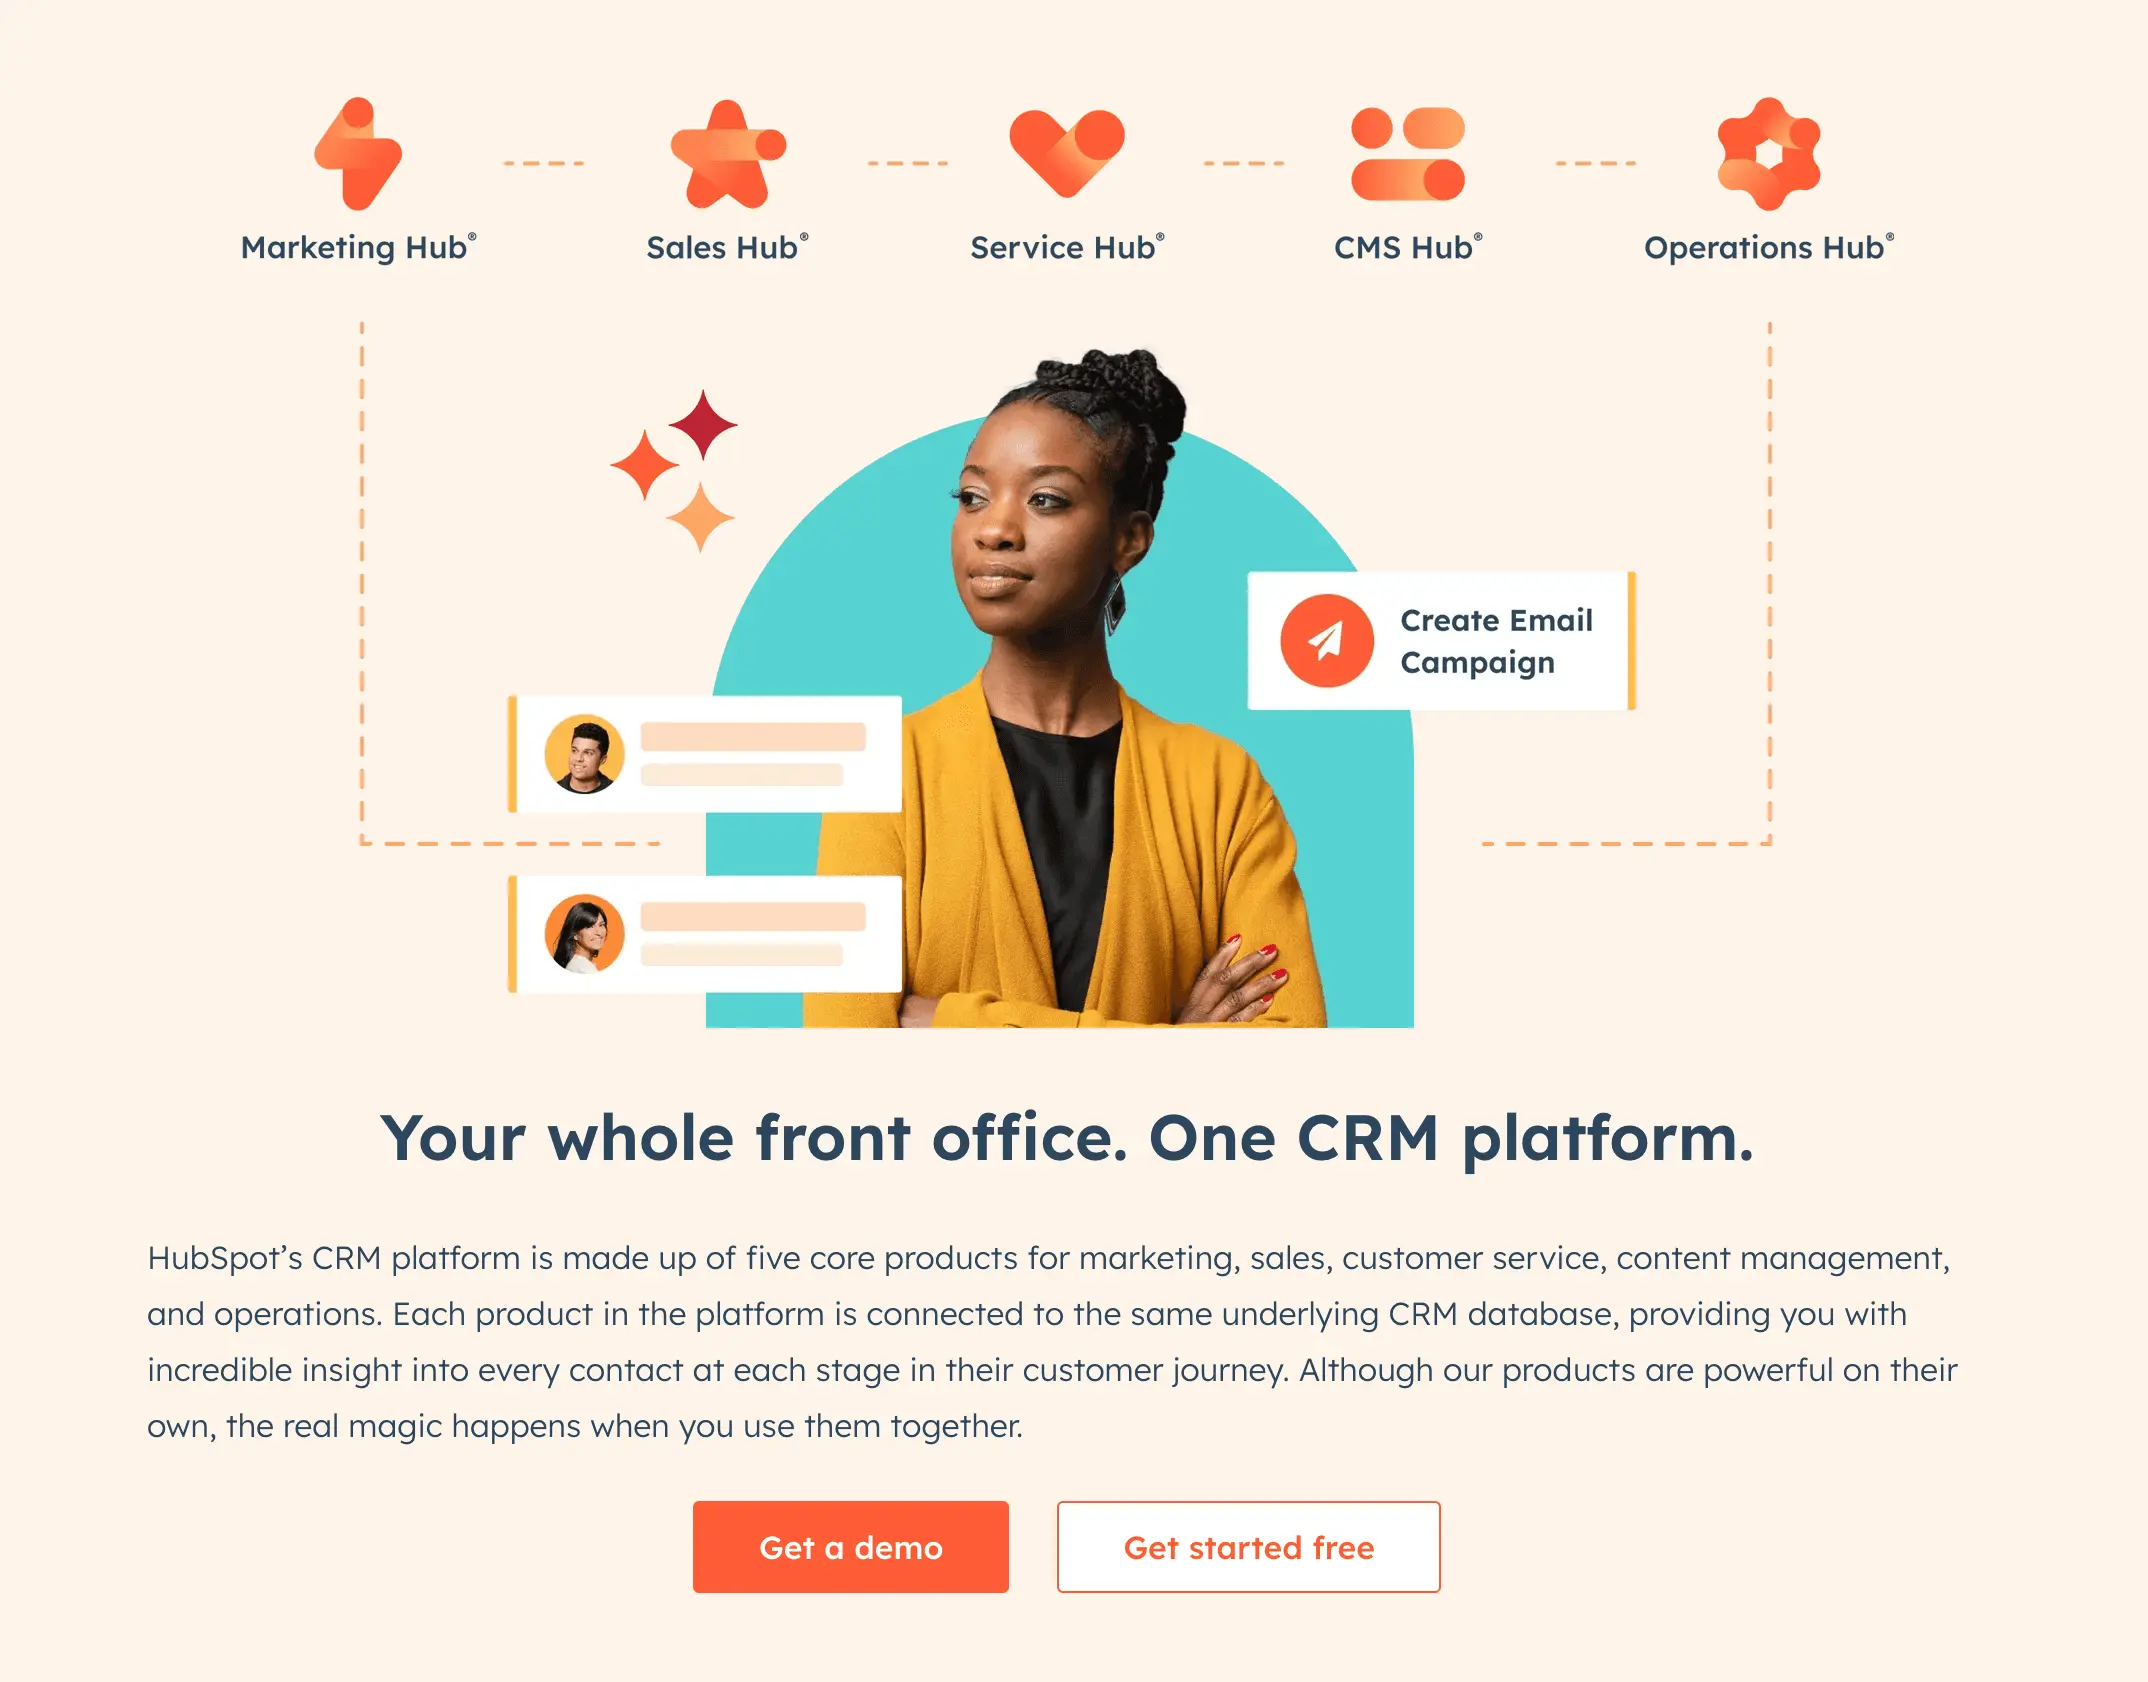 Marketing Hub®
Sales Hub®
Service Hub®
CMS Hub®
Operations Hub®
Create Email
Campaign
Your whole front office. One CRM platform.
HubSpot’s CRM platform is made up of five core products for marketing, sales, customer service, content management,
and operations. Each product in the platform is connected to the same underlying CRM database, providing you with
incredible insight into every contact at each stage in their customer journey. Although our products are powerful on their
own, the real magic happens when you use them together.
Get a demo
Get started free